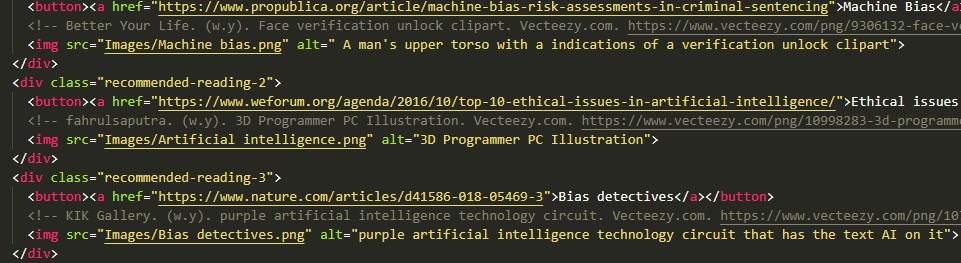 <button><a href="https://www.propublica.org/article/machine-bias-risk-assessments-in-criminal-sentencing">Machine Bias</a
<!-- Better Your Life. (w.y). Face verification unlock clipart. Vecteezy.com. https://www.vecteezy.com/png/9306132-face-v
<img src="Images/Machine bias.png" alt=" A man's upper torso with a indications of a verification unlock clipart">
</div>
<div class="recommended-reading-2">
<button><a href="https://www.weforum.org/agenda/2016/10/top-10-ethical-issues-in-artificial-intelligence/">Ethical issues
<!-- fahrulsaputra. (w.y). 3D Programmer PC Illustration. Vecteezy.com. https://www.vecteezy.com/png/10998283-3d-programme
<img src="Images/Artificial intelligence.png" alt="3D Programmer PC Illustration">
</div>
<div class="recommended-reading-3">
<button><a href="https://www.nature.com/articles/d41586-018-05469-3">Bias detectives</a></button>
<!-- KIK Gallery. (w.y). purple artificial intelligence technology circuit. Vecteezy.com. https://www.vecteezy.com/png/107
<img src="Images/Bias detectives.png" alt="purple artificial intelligence technology circuit that has the text AI on it">
</div>